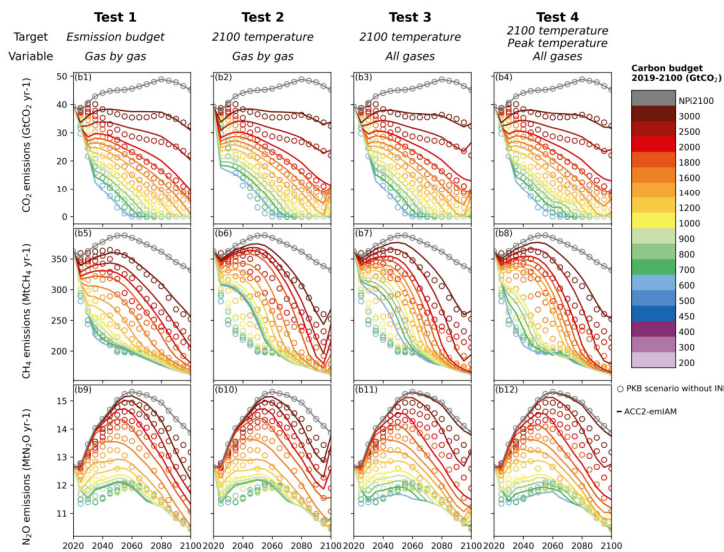 Test 1 Test 2 Test 3 Test 4
Target Esmission budget 2100 temperature 2100 temperature 2100 temperature
Peak temperature
Variable Gas by gas Gas by gas All gases All gases
CO2 emissions (GtCO2 yr-1)
50
40
30
20
10
0
(b1) (b2) (b3) (b4)
CH4 emissions (MtCH4 yr-1)
350
300
250
200
(b5) (b6) (b7) (b8)
N2O emissions (MtN2O yr-1)
15
14
13
12
11
(b9) (b10) (b11) (b12)
2020 2040 2060 2080 2100 2020 2040 2060 2080 2100 2020 2040 2060 2080 2100 2020 2040 2060 2080 2100
Carbon budget
2019-2100 (GtCO2)
NPi2100
3000
2500
2000
1800
1600
1400
1200
1000
900
800
700
600
500
450
400
300
200
PKB scenario without IN
ACC2-emIAM